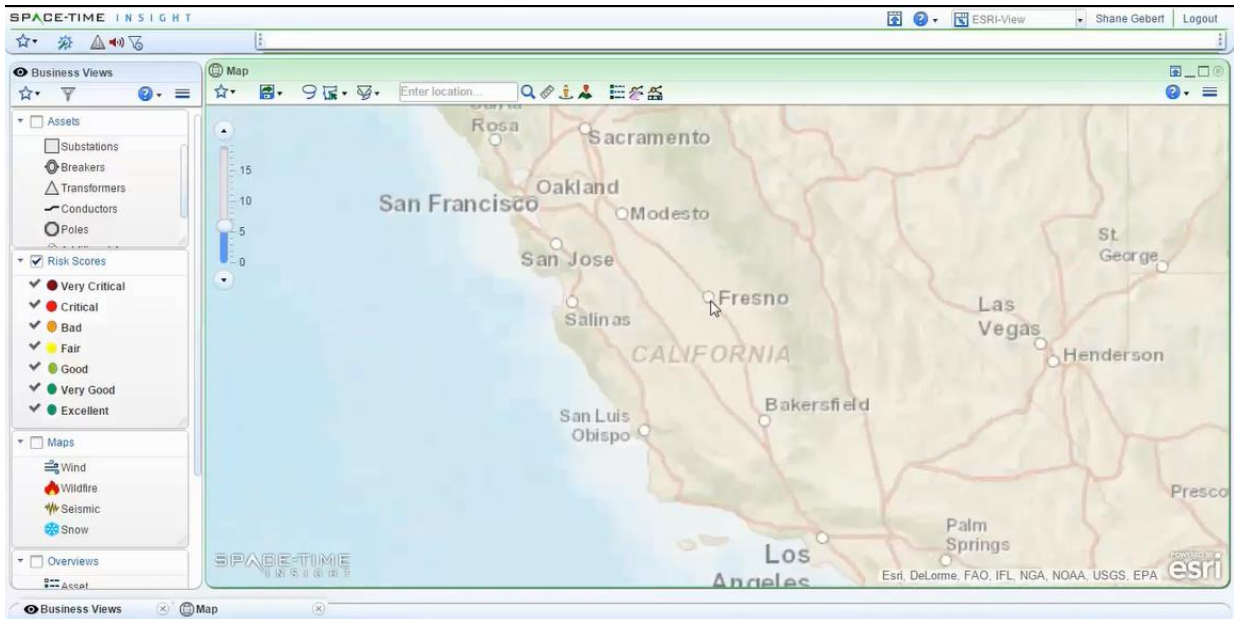 SPACE-TIME INSIGHT
ESRI-View
Shane Gebert
Logout
Business Views
Assets
Substations
Breakers
Transformers
Conductors
Poles
Risk Scores
Very Critical
Critical
Bad
Fair
Good
Very Good
Excellent
Maps
Wind
Wildfire
Seismic
Snow
Overviews
Asset
Map
Enter location...
15
10
5
0
Rosa
Sacramento
Oakland
San Francisco
Modesto
San Jose
St.
George
Fresno
Salinas
Las
Vegas
CALIFORNIA
Henderson
Bakersfield
San Luis
Obispo
Presco
Palm
Springs
Los
Angeles
SPACE-TIME
INSIGHT
Esri, DeLorme, FAO, IFL, NGA, NOAA, USGS, EPA
POWERED BY
esri
Business Views
Map